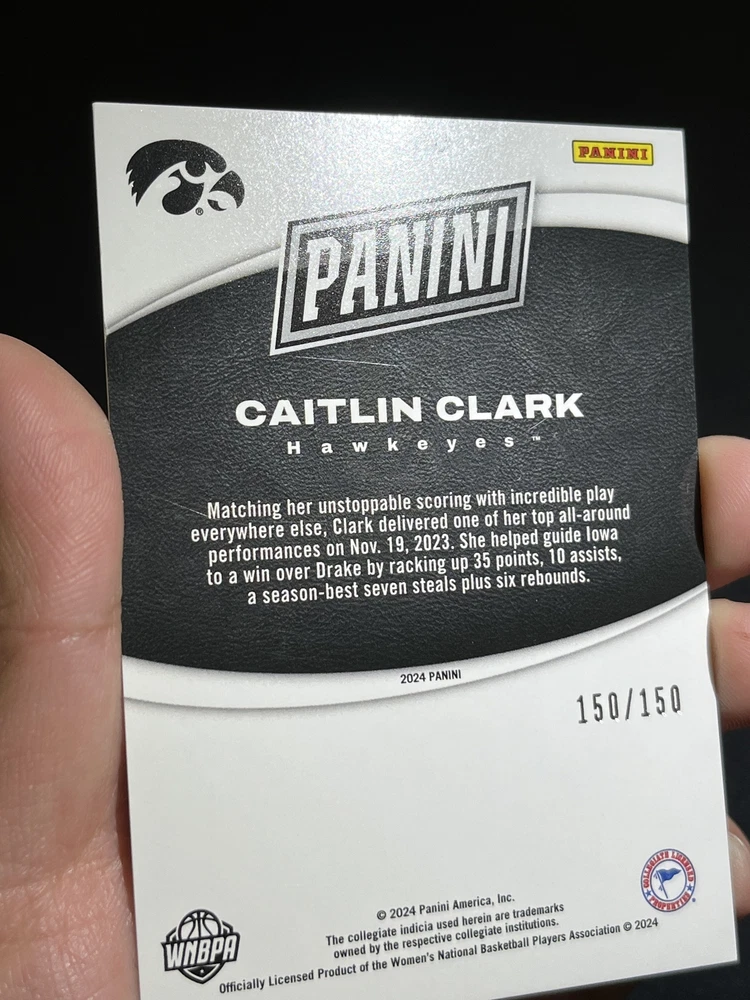 PANINI
PANINI
CAITLIN CLARK
Hawkeyes™
Matching her unstoppable scoring with incredible play
everywhere else, Clark delivered one of her top all-around
performances on Nov. 19, 2023. She helped guide Iowa
to a win over Drake by racking up 35 points, 10 assists,
a season-best seven steals plus six rebounds.
2024 PANINI
150/150
COLLEGIATE LICENSED
PROPERTIES
WNBPA
© 2024 Panini America, Inc.
The collegiate indicia used herein are trademarks
owned by the respective collegiate institutions.
Officially Licensed Product of the Women's National Basketball Players Association © 2024